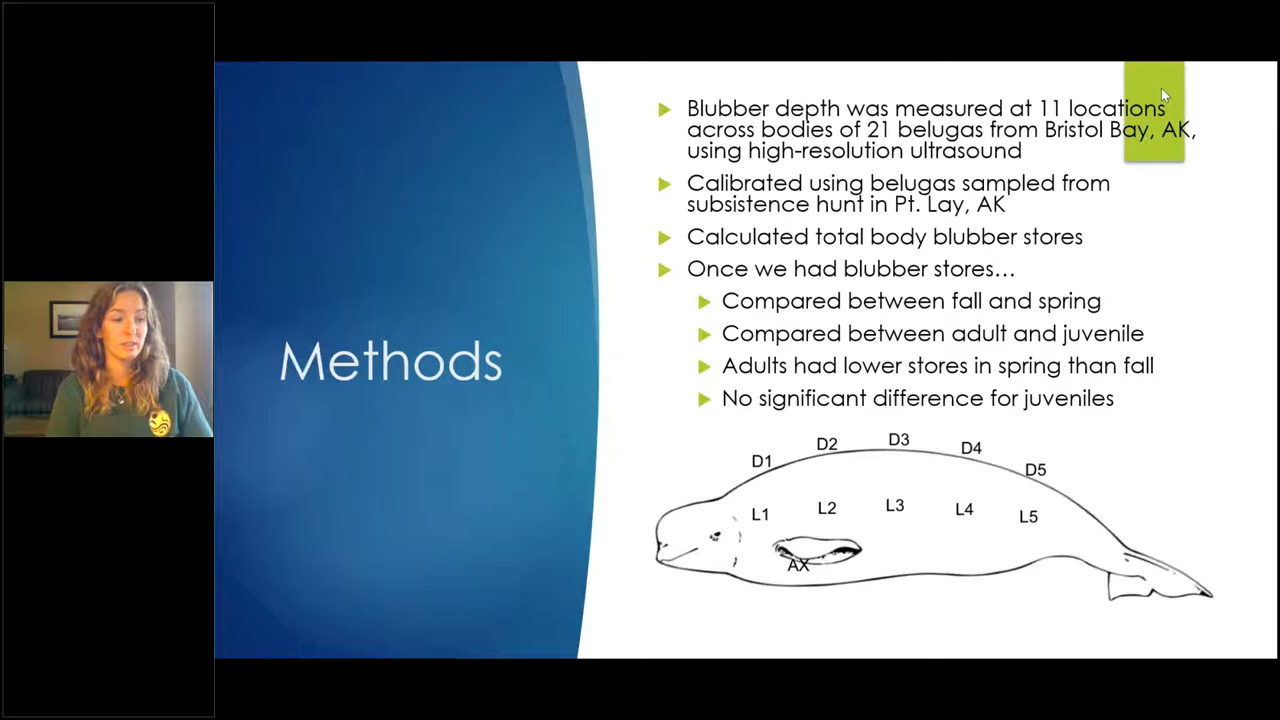 Methods
Blubber depth was measured at 11 locations
across bodies of 21 belugas from Bristol Bay, AK,
using high-resolution ultrasound
Calibrated using belugas sampled from
subsistence hunt in Pt. Lay, AK
Calculated total body blubber stores
Once we had blubber stores…
Compared between fall and spring
Compared between adult and juvenile
Adults had lower stores in spring than fall
No significant difference for juveniles
D1 D2 D3 D4 D5
L1 L2 L3 L4 L5
AX